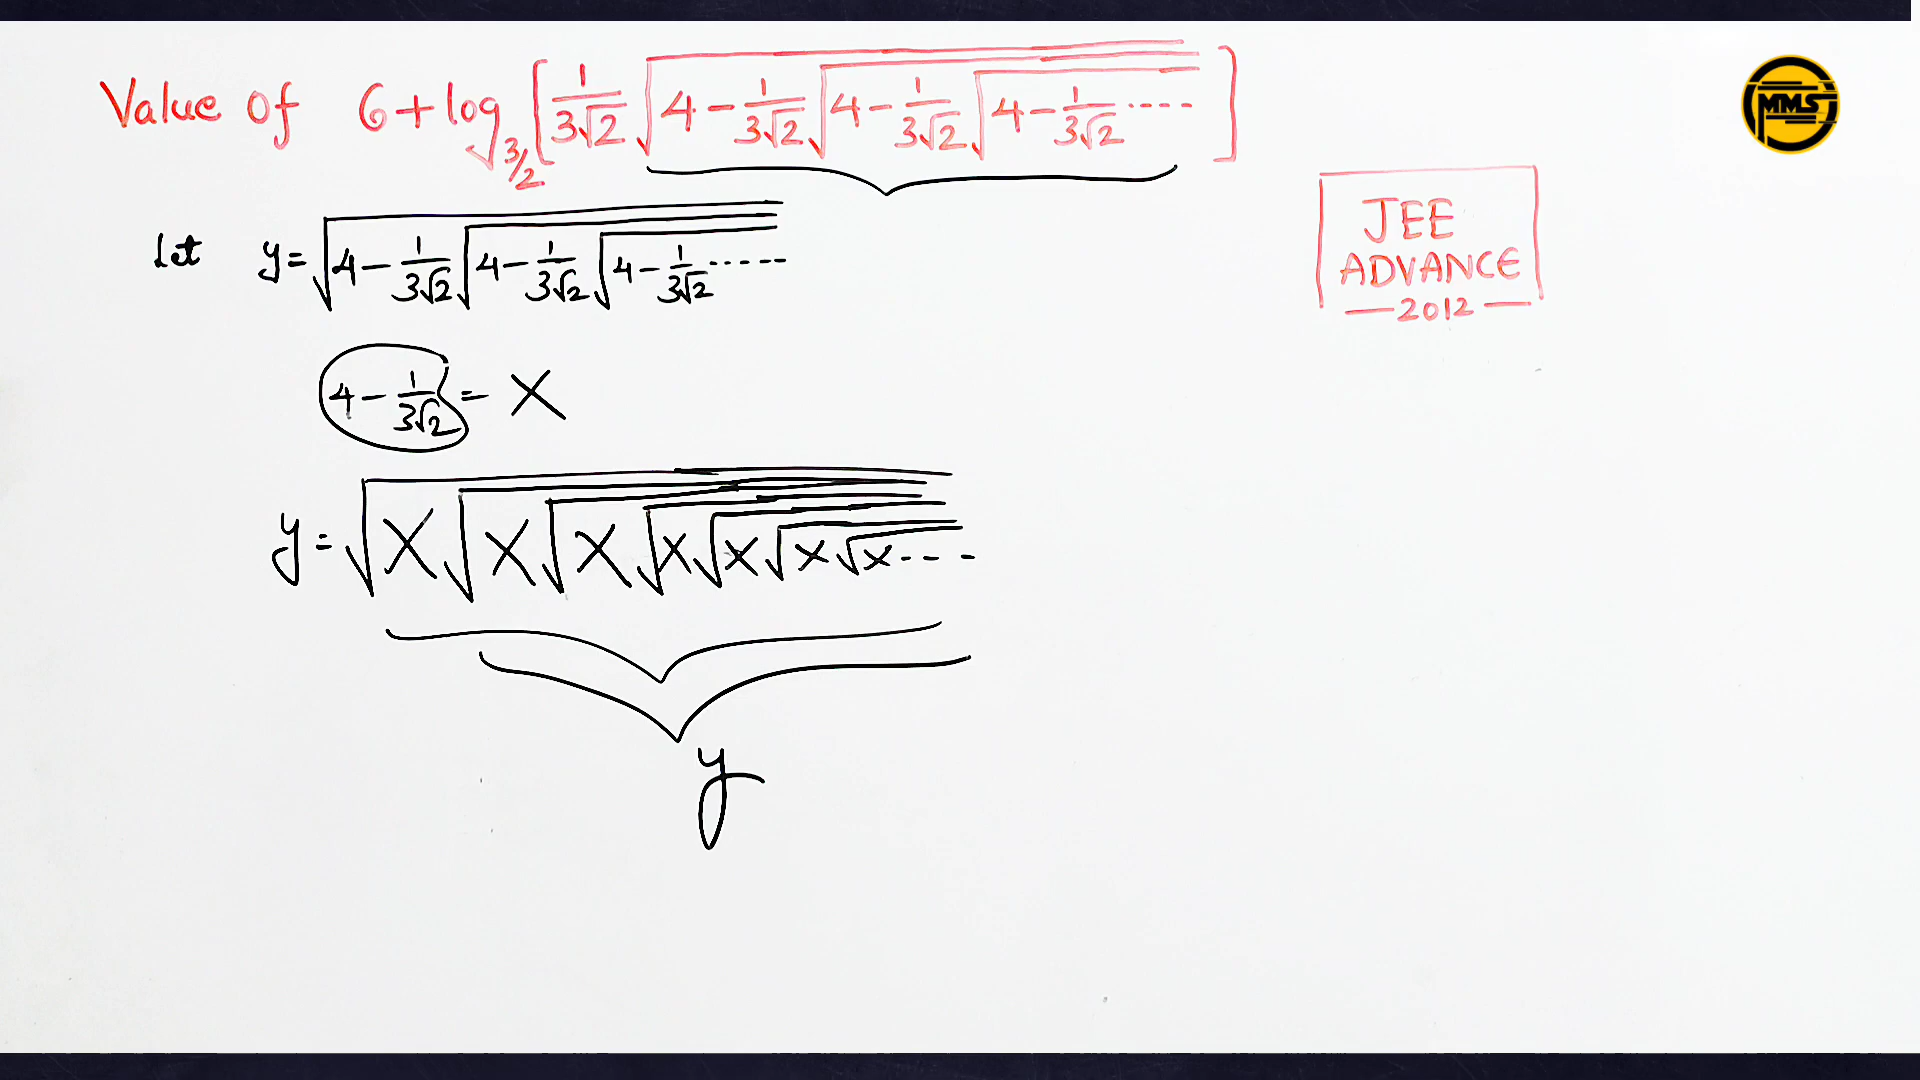 Value of 6+log_{3/2}[1/(3√2) √(4 - 1/(3√2) √(4 - 1/(3√2) √(4 - 1/(3√2) ....)))]
MMS
JEE
ADVANCE
— 2012 —
Let y = √(4 - 1/(3√2) √(4 - 1/(3√2) √(4 - 1/(3√2) .....)))
4 - 1/(3√2) = X
y = √(X√(X√(X√(X√(X√(X√(X - - - -)))))))
y